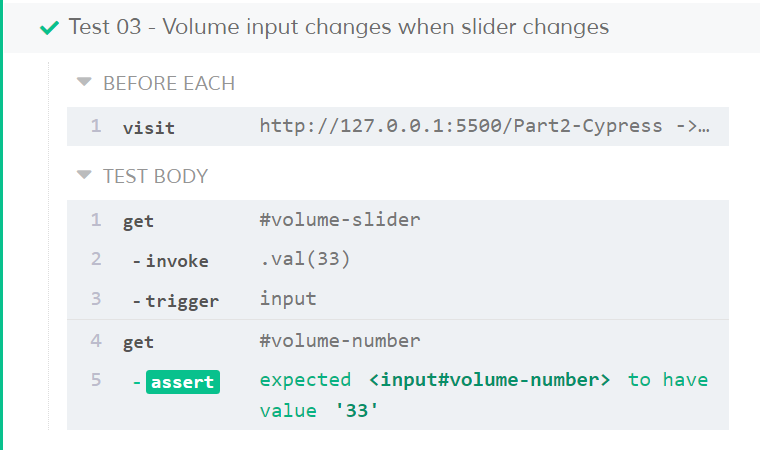 Test 03 - Volume input changes when slider changes
BEFORE EACH
1 visit http://127.0.0.1:5500/Part2-Cypress ->…
TEST BODY
1 get #volume-slider
2 -invoke .val(33)
3 -trigger input
4 get #volume-number
5 -assert expected <input#volume-number> to have
value '33'